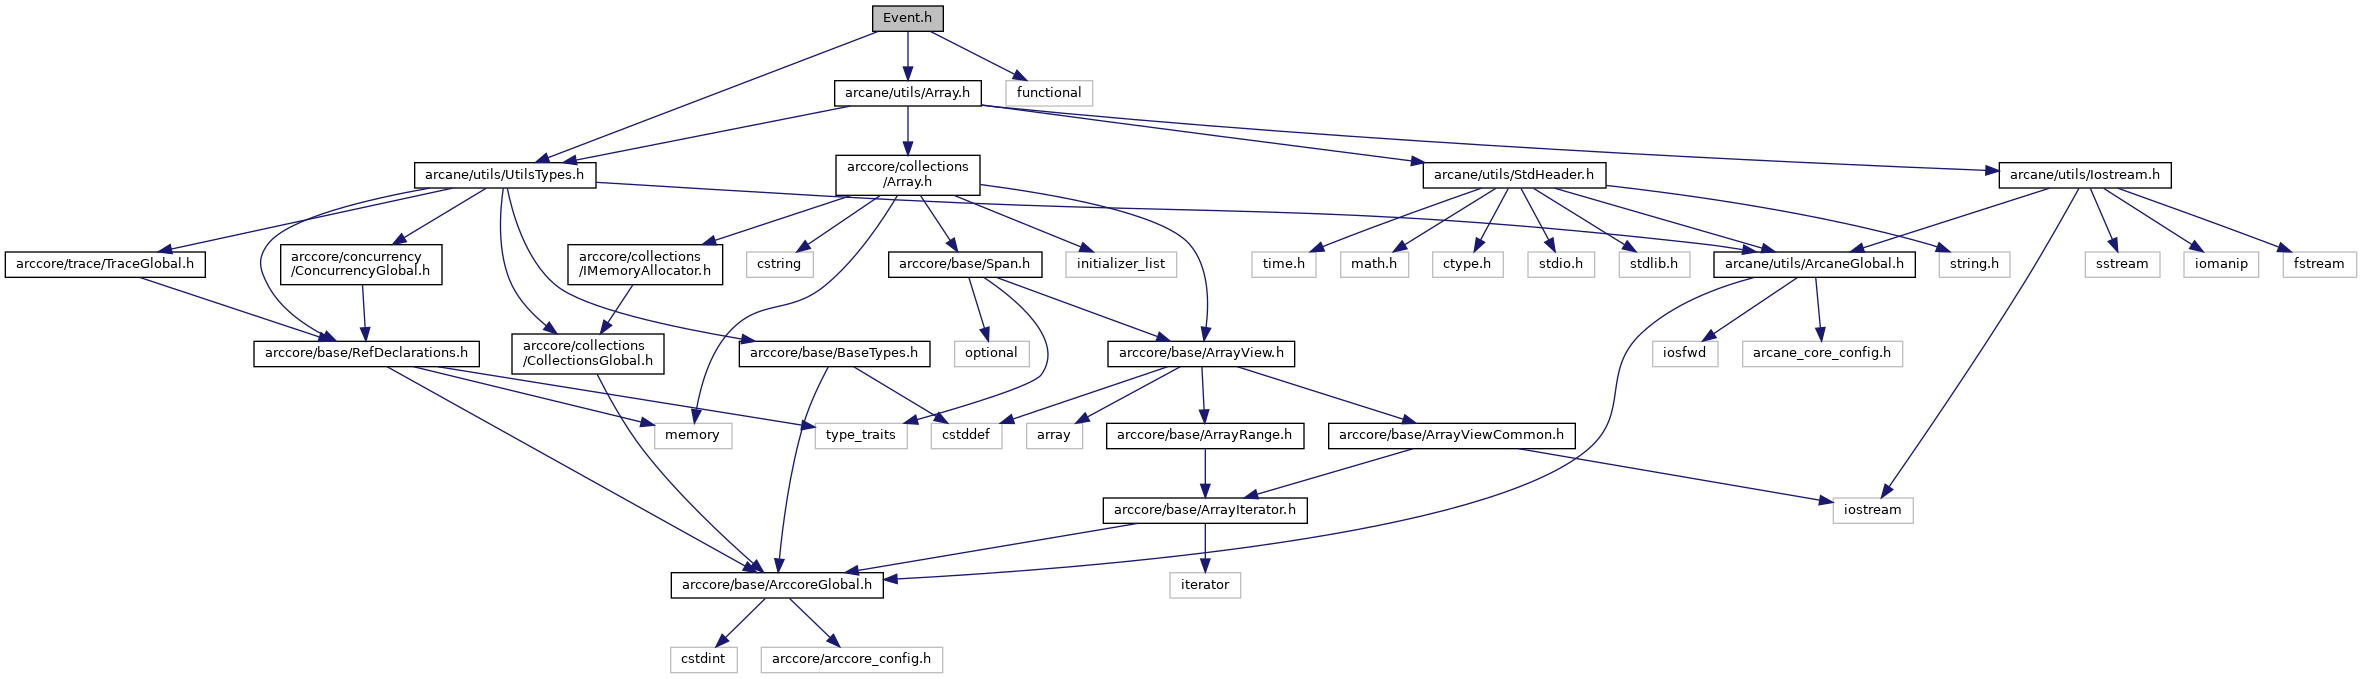 Event.h
arcane/utils/Array.h
functional
arcane/utils/UtilsTypes.h
arccore/collections
/Array.h
arcane/utils/StdHeader.h
arcane/utils/Iostream.h
arccore/trace/TraceGlobal.h
arccore/concurrency
/ConcurrencyGlobal.h
arccore/collections
/IMemoryAllocator.h
cstring
arccore/base/Span.h
initializer_list
time.h
math.h
ctype.h
stdio.h
stdlib.h
arcane/utils/ArcaneGlobal.h
string.h
sstream
iomanip
fstream
arccore/base/RefDeclarations.h
arccore/collections
/CollectionsGlobal.h
arccore/base/BaseTypes.h
optional
arccore/base/ArrayView.h
iosfwd
arcane_core_config.h
memory
type_traits
cstddef
array
arccore/base/ArrayRange.h
arccore/base/ArrayViewCommon.h
arccore/base/ArrayIterator.h
iostream
arccore/base/ArccoreGlobal.h
iterator
cstdint
arccore/arccore_config.h